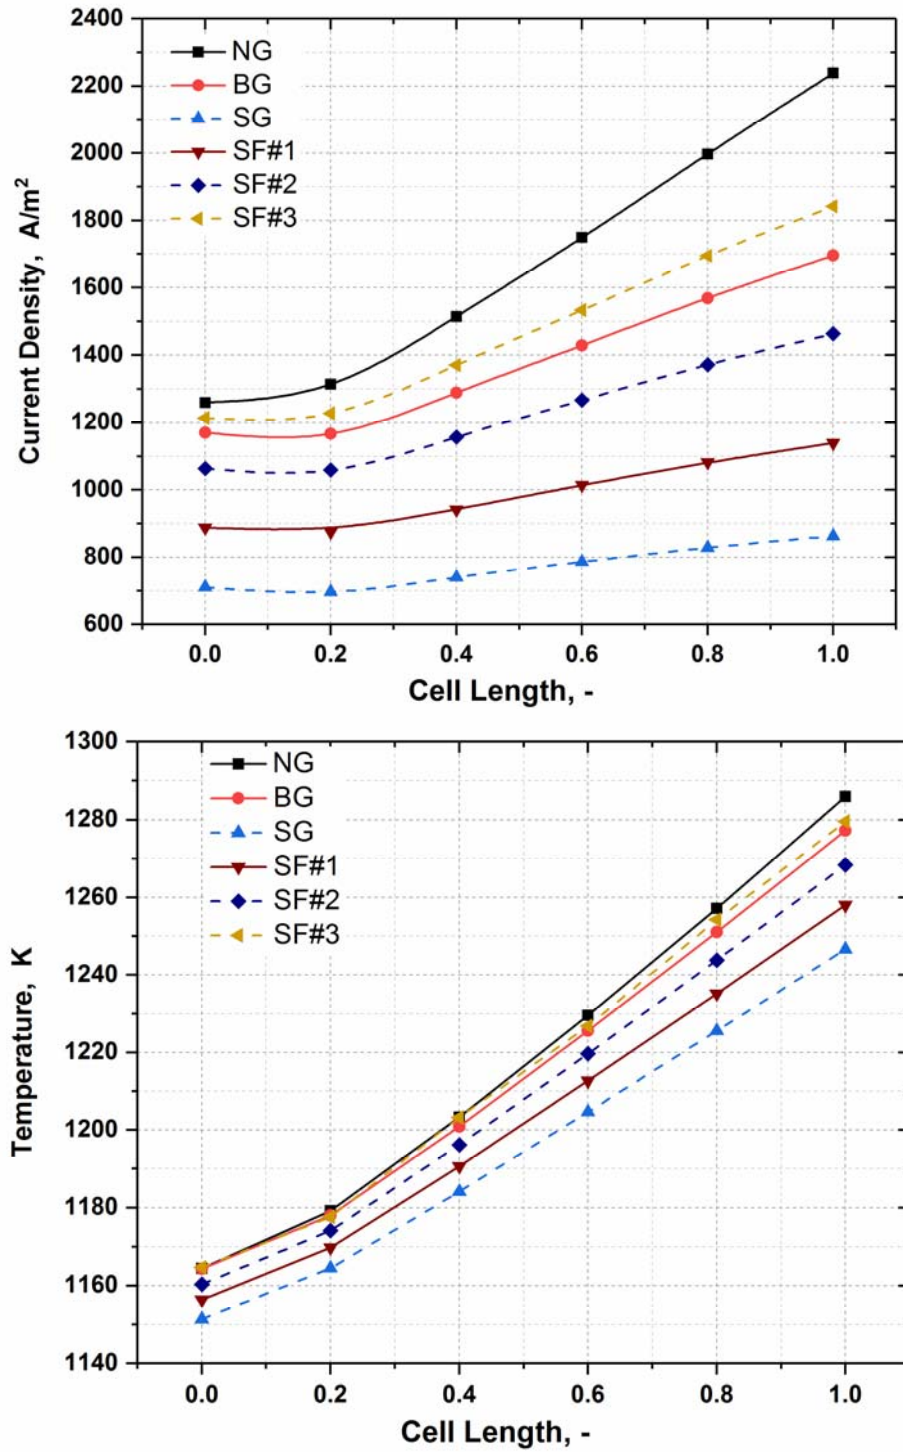 2400
2200
2000
1800
1600
1400
1200
1000
800
600
Current Density, A/m²
NG
BG
SG
SF#1
SF#2
SF#3
0.0 0.2 0.4 0.6 0.8 1.0
Cell Length, -
1300
1280
1260
1240
1220
1200
1180
1160
1140
Temperature, K
NG
BG
SG
SF#1
SF#2
SF#3
0.0 0.2 0.4 0.6 0.8 1.0
Cell Length, -